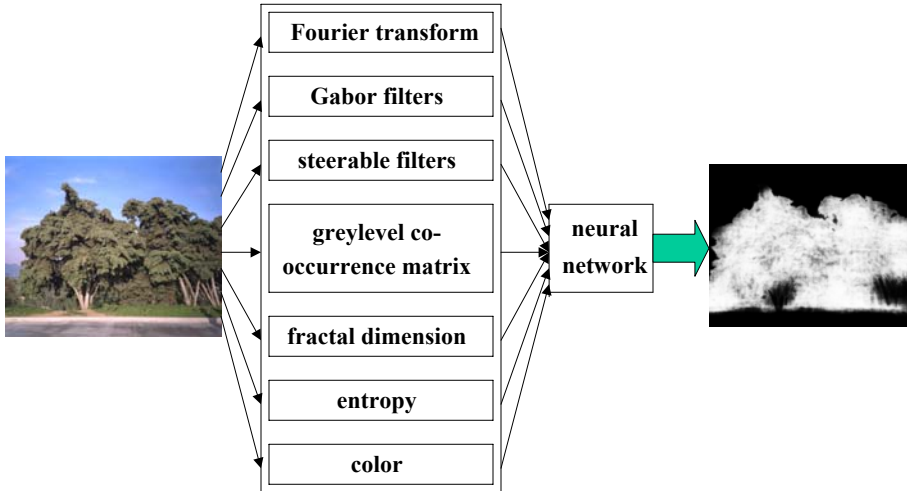 Fourier transform
Gabor filters
steerable filters
greylevel co-
occurrence matrix
neural
network
fractal dimension
entropy
color